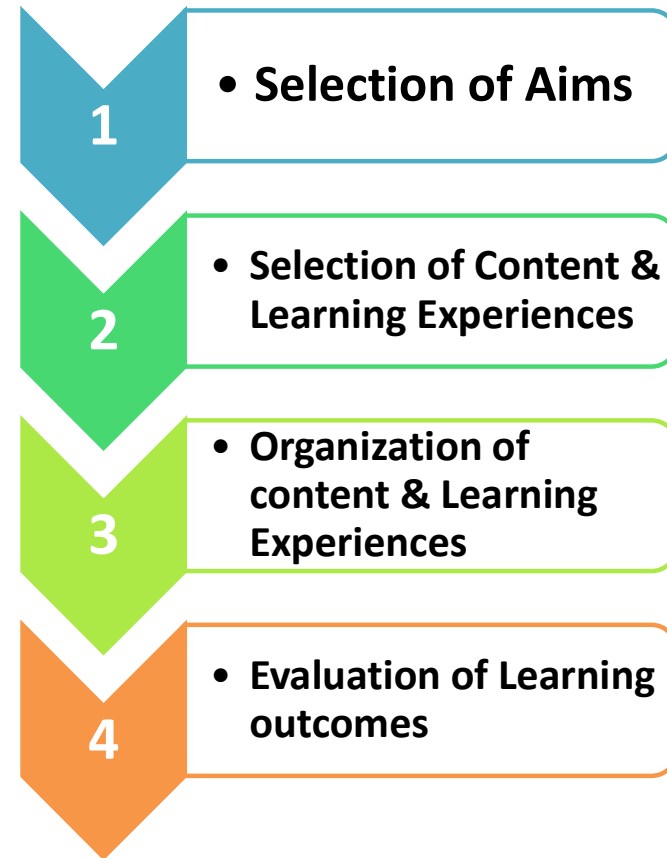 1
• Selection of Aims
2
• Selection of Content &
Learning Experiences
3
• Organization of
content & Learning
Experiences
4
• Evaluation of Learning
outcomes